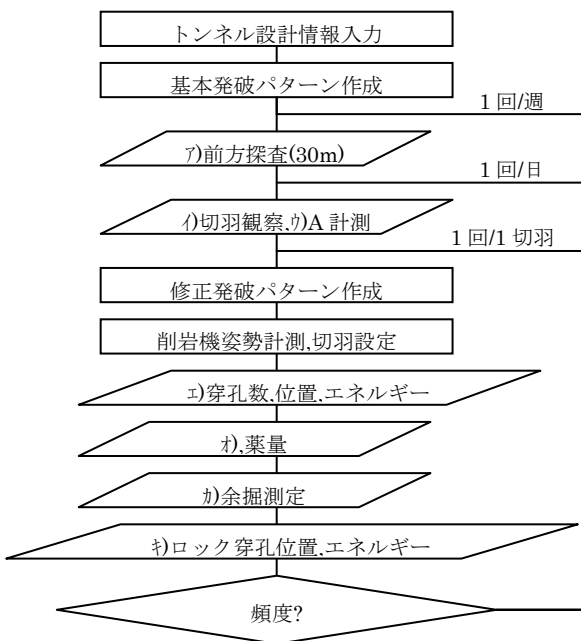 トンネル設計情報入力
基本発破パターン作成
1回/週
ｱ)前方探査(30m)
1回/日
ｲ)切羽観察,ｳ)A計測
1回/1切羽
修正発破パターン作成
削岩機姿勢計測,切羽設定
ｴ)穿孔数,位置,エネルギー
ｵ),薬量
ｶ)余掘測定
ｷ)ロック穿孔位置,エネルギー
頻度?